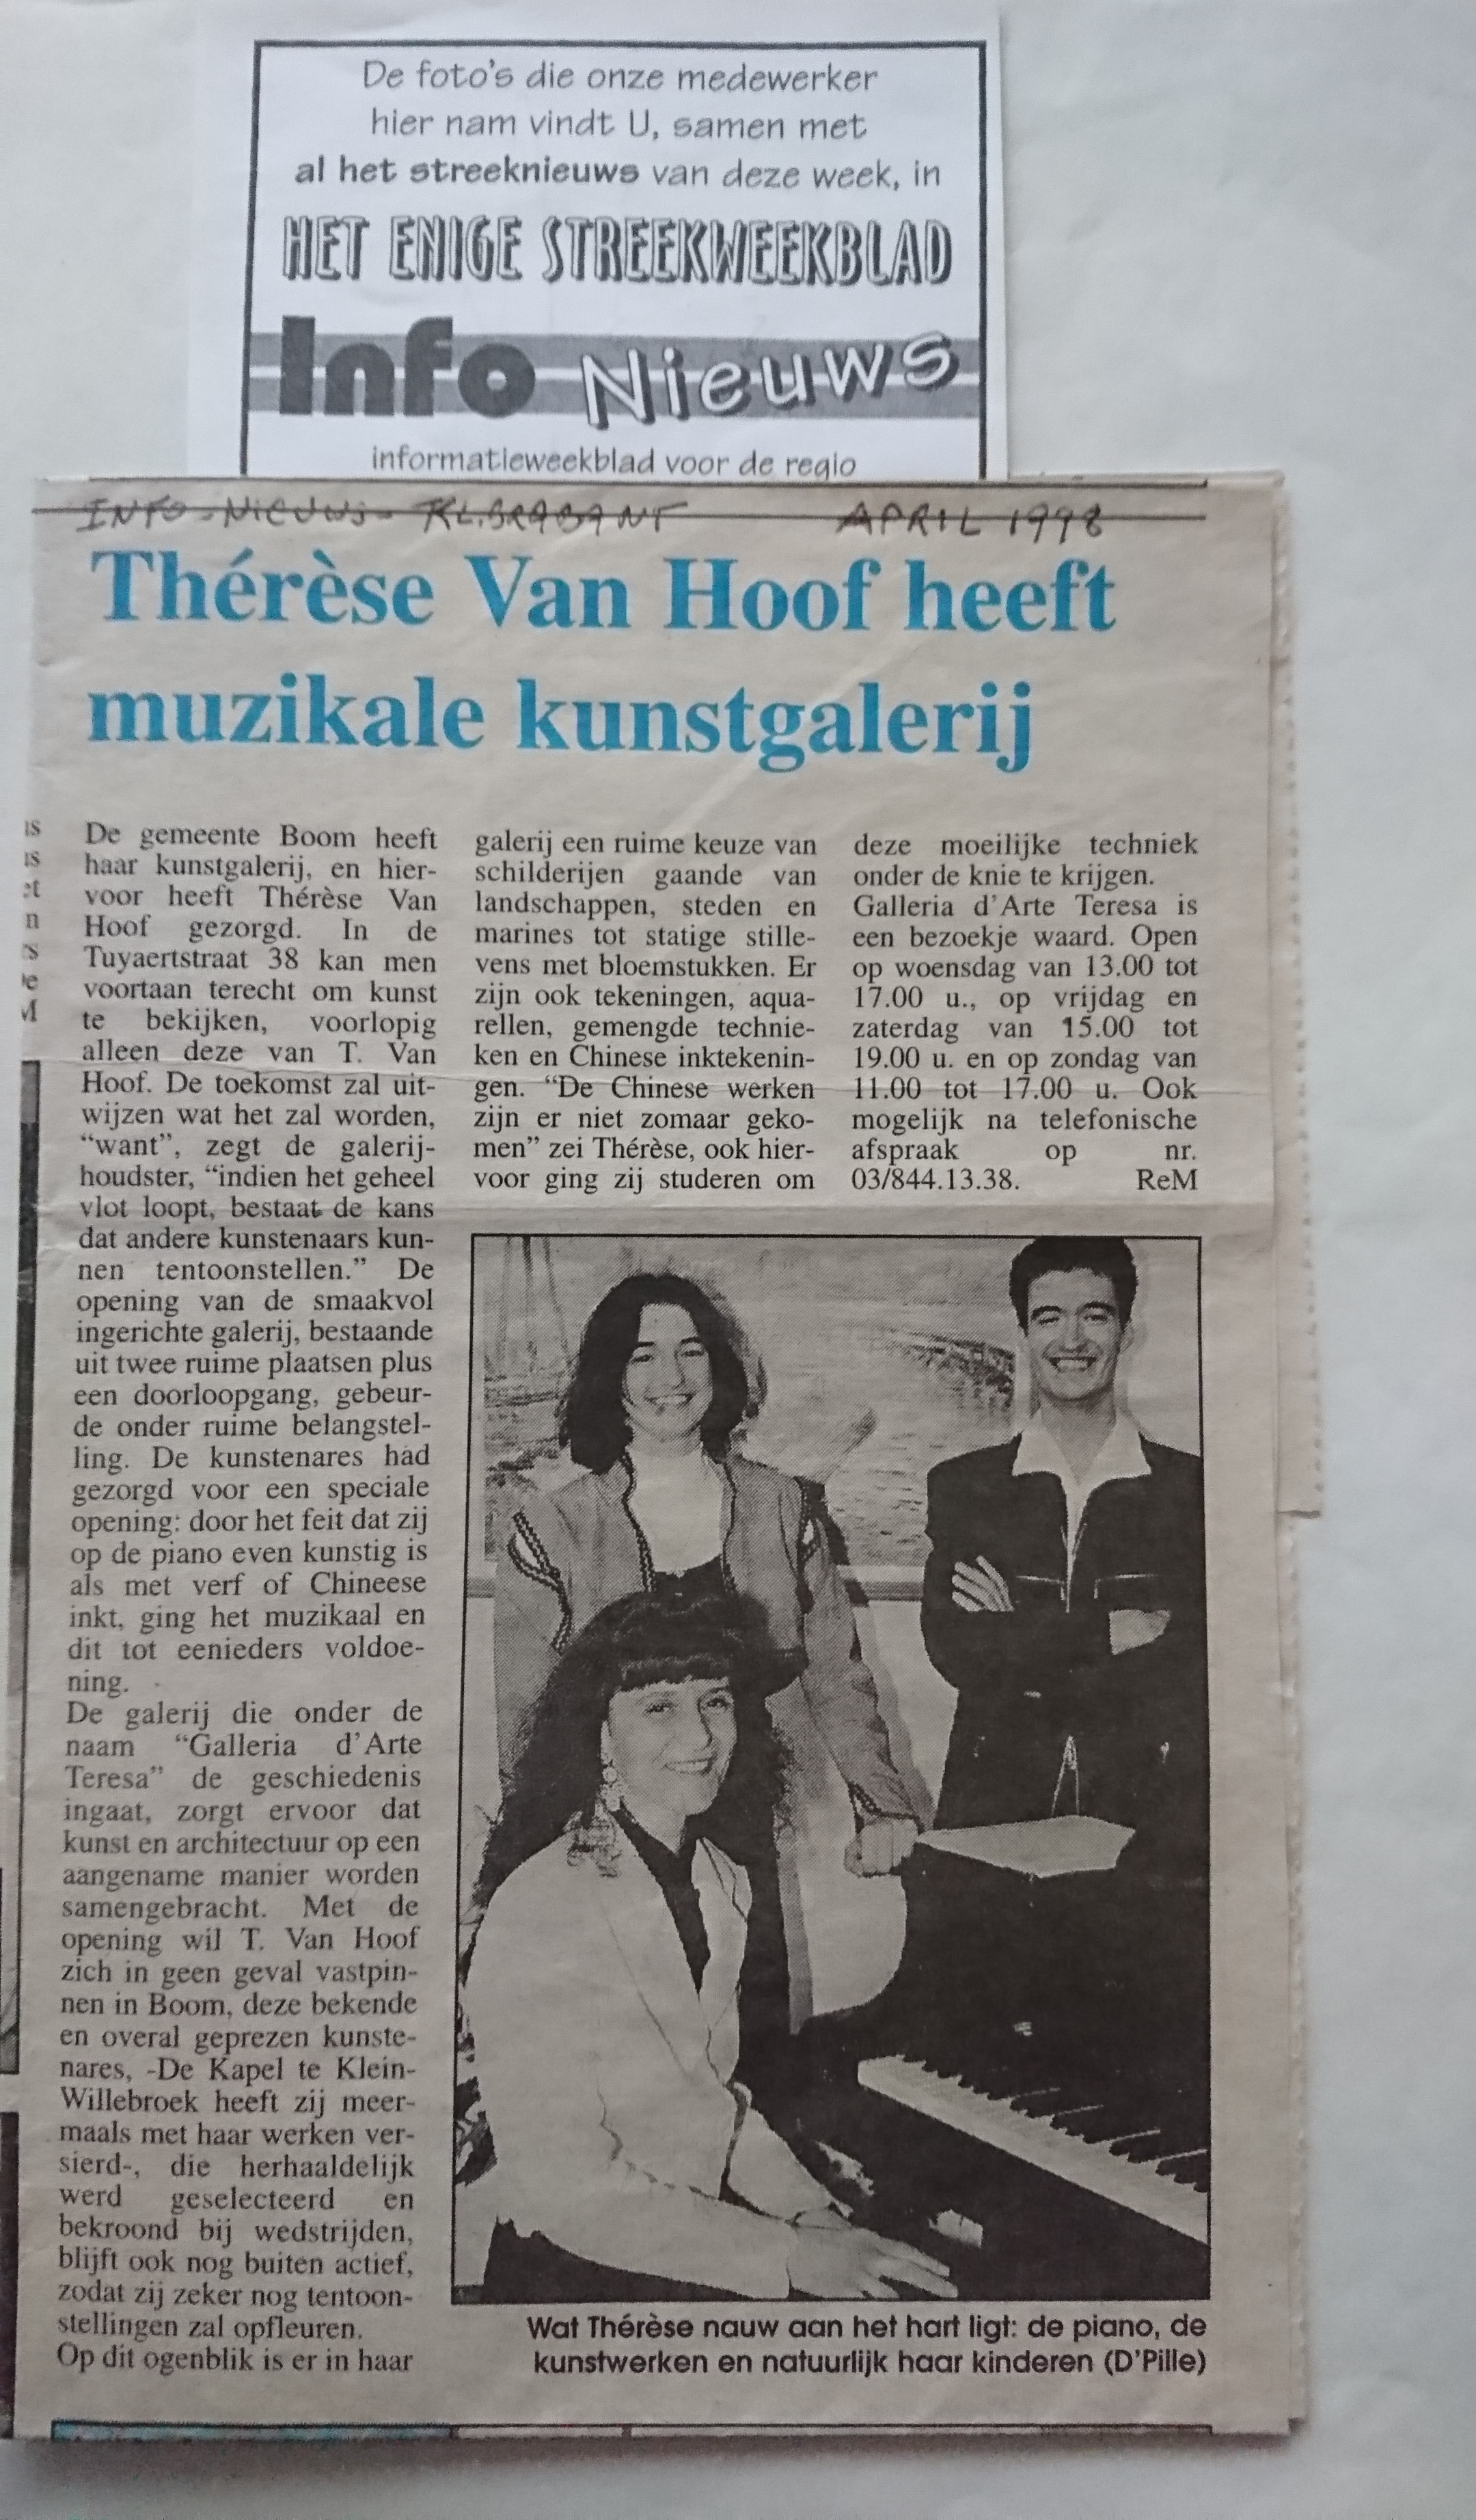 De foto's die onze medewerker
hier nam vindt U, samen met
al het streeknieuws van deze week, in
HET ENIGE STREEKWEEKBLAD
Info Nieuws
informatieweekblad voor de regio
INFO-NIEUWS-KL.BRABANT APRIL 1998
Thérèse Van Hoof heeft
muzikale kunstgalerij
De gemeente Boom heeft
haar kunstgalerij, en hier-
voor heeft Thérèse Van
Hoof gezorgd. In de
Tuyaertstraat 38 kan men
voortaan terecht om kunst
te bekijken, voorlopig
alleen deze van T. Van
Hoof. De toekomst zal uit-
wijzen wat het zal worden,
“want”, zegt de galerij-
houdster, “indien het geheel
vlot loopt, bestaat de kans
dat andere kunstenaars kun-
nen tentoonstellen.” De
opening van de smaakvol
ingerichte galerij, bestaande
uit twee ruime plaatsen plus
een doorloopgang, gebeur-
de onder ruime belangstel-
ling. De kunstenares had
gezorgd voor een speciale
opening: door het feit dat zij
op de piano even kunstig is
als met verf of Chineese
inkt, ging het muzikaal en
dit tot eenieders voldoe-
ning.
De galerij die onder de
naam “Galleria d'Arte
Teresa” de geschiedenis
ingaat, zorgt ervoor dat
kunst en architectuur op een
aangename manier worden
samengebracht. Met de
opening wil T. Van Hoof
zich in geen geval vastpin-
nen in Boom, deze bekende
en overal geprezen kunste-
nares, -De Kapel te Klein-
Willebroek heeft zij meer-
maals met haar werken ver-
sierd-, die herhaaldelijk
werd geselecteerd en
bekroond bij wedstrijden,
blijft ook nog buiten actief,
zodat zij zeker nog tentoon-
stellingen zal opfleuren.
Op dit ogenblik is er in haar
galerij een ruime keuze van
schilderijen gaande van
landschappen, steden en
marines tot statige stille-
vens met bloemstukken. Er
zijn ook tekeningen, aqua-
rellen, gemengde technie-
ken en Chinese inktekenin-
gen. “De Chinese werken
zijn er niet zomaar geko-
men” zei Thérèse, ook hier-
voor ging zij studeren om
deze moeilijke techniek
onder de knie te krijgen.
Galleria d'Arte Teresa is
een bezoekje waard. Open
op woensdag van 13.00 tot
17.00 u., op vrijdag en
zaterdag van 15.00 tot
19.00 u. en op zondag van
11.00 tot 17.00 u. Ook
mogelijk na telefonische
afspraak op nr.
03/844.13.38. ReM
Wat Thérèse nauw aan het hart ligt: de piano, de
kunstwerken en natuurlijk haar kinderen (D'Pille)